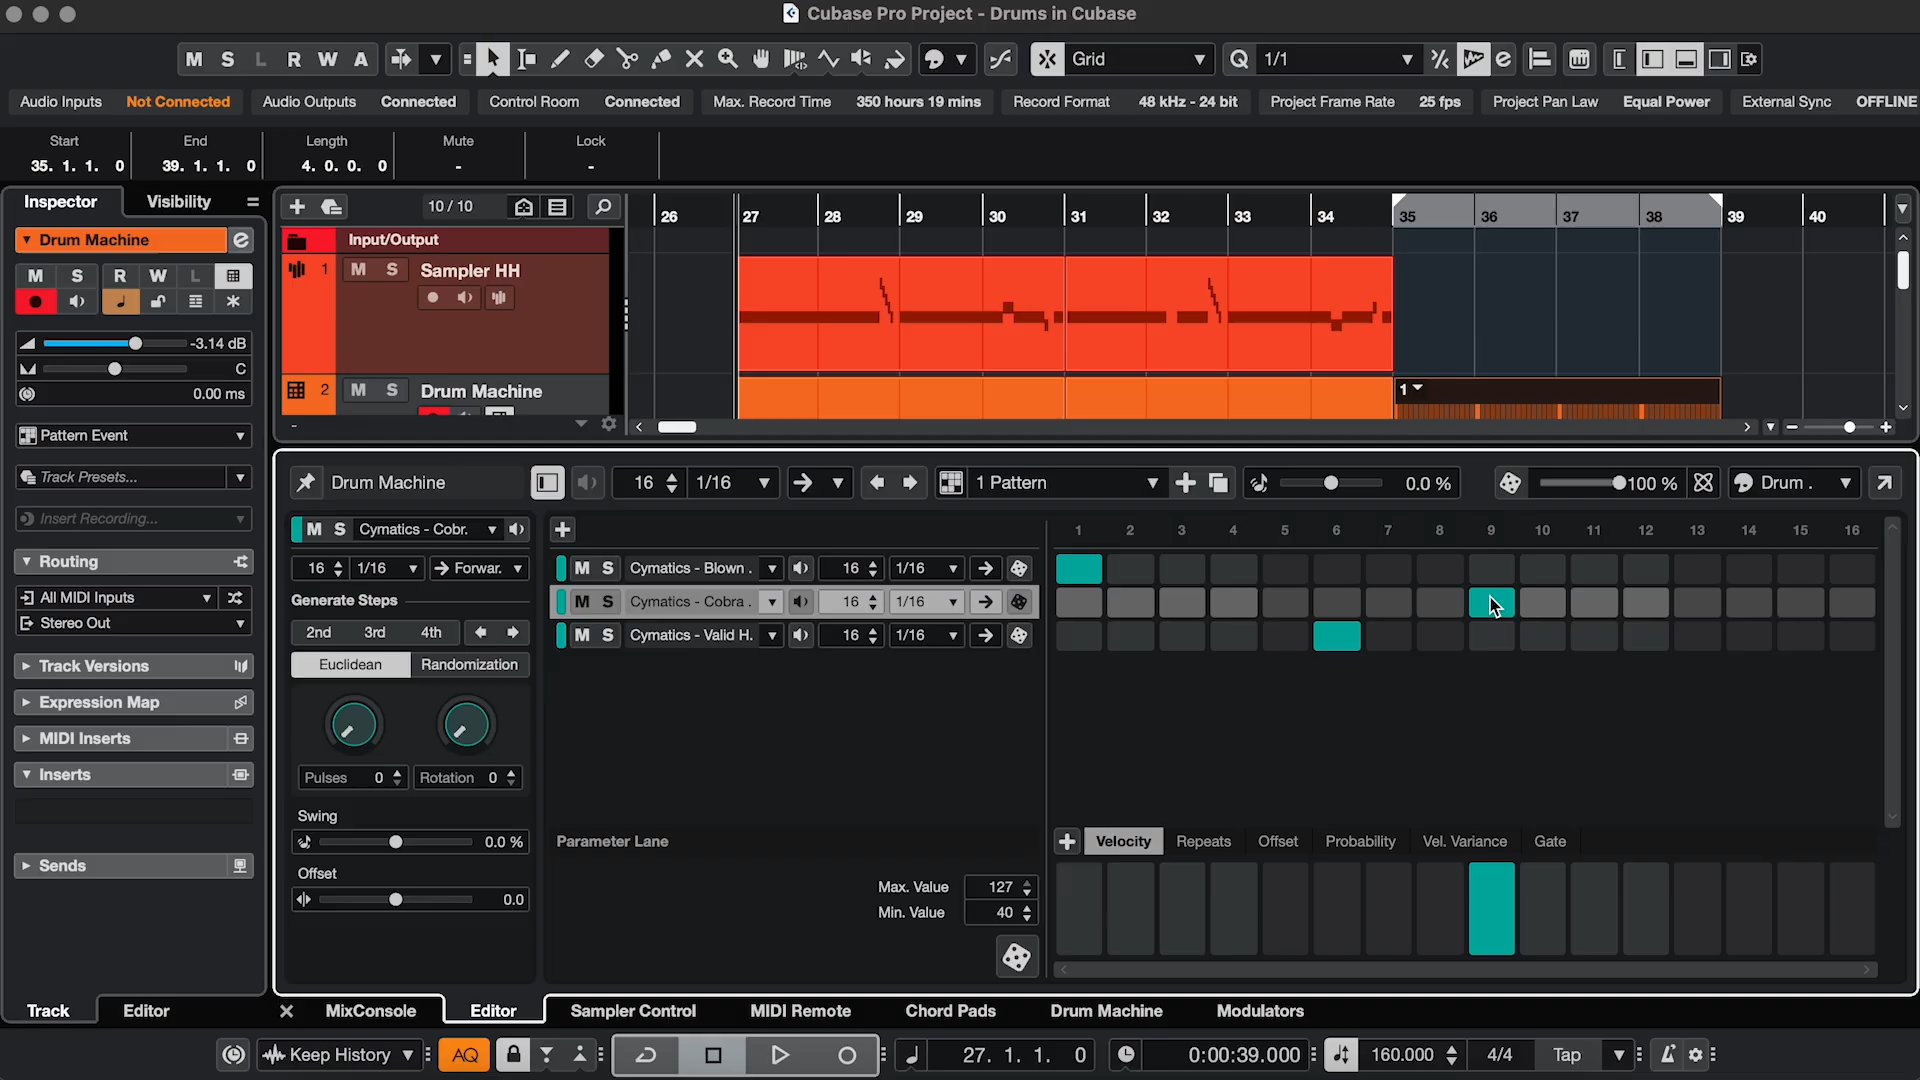 Cubase Pro Project - Drums in Cubase
M S L R W A Grid 1/1
Audio Inputs Not Connected Audio Outputs Connected Control Room Connected Max. Record Time 350 hours 19 mins Record Format 48 kHz - 24 bit Project Frame Rate 25 fps Project Pan Law Equal Power External Sync OFFLINE
Start End Length Mute Lock
35. 1. 1. 0 39. 1. 1. 0 4. 0. 0. 0 - -
Inspector Visibility
10 / 10
26 27 28 29 30 31 32 33 34 35 36 37 38 39 40
Drum Machine e
Input/Output
M S R W L
1 M S Sampler HH
-3.14 dB
C
0.00 ms
2 M S Drum Machine
1
-
Pattern Event
Track Presets...
Insert Recording...
Routing
All MIDI Inputs
Stereo Out
Track Versions
Expression Map
MIDI Inserts
Inserts
Sends
Drum Machine 16 1/16 1 Pattern 0.0 % 100 % Drum .
M S Cymatics - Cobr.
16 1/16 Forwar.
Generate Steps
2nd 3rd 4th
Euclidean Randomization
Pulses 0 Rotation 0
Swing
0.0 %
Offset
0.0
1 2 3 4 5 6 7 8 9 10 11 12 13 14 15 16
M S Cymatics - Blown . 16 1/16
M S Cymatics - Cobra . 16 1/16
M S Cymatics - Valid H. 16 1/16
Parameter Lane
Velocity Repeats Offset Probability Vel. Variance Gate
Max. Value 127
Min. Value 40
Track Editor
MixConsole Editor Sampler Control MIDI Remote Chord Pads Drum Machine Modulators
Keep History AQ 27. 1. 1. 0 0:00:39.000 160.000 4/4 Tap